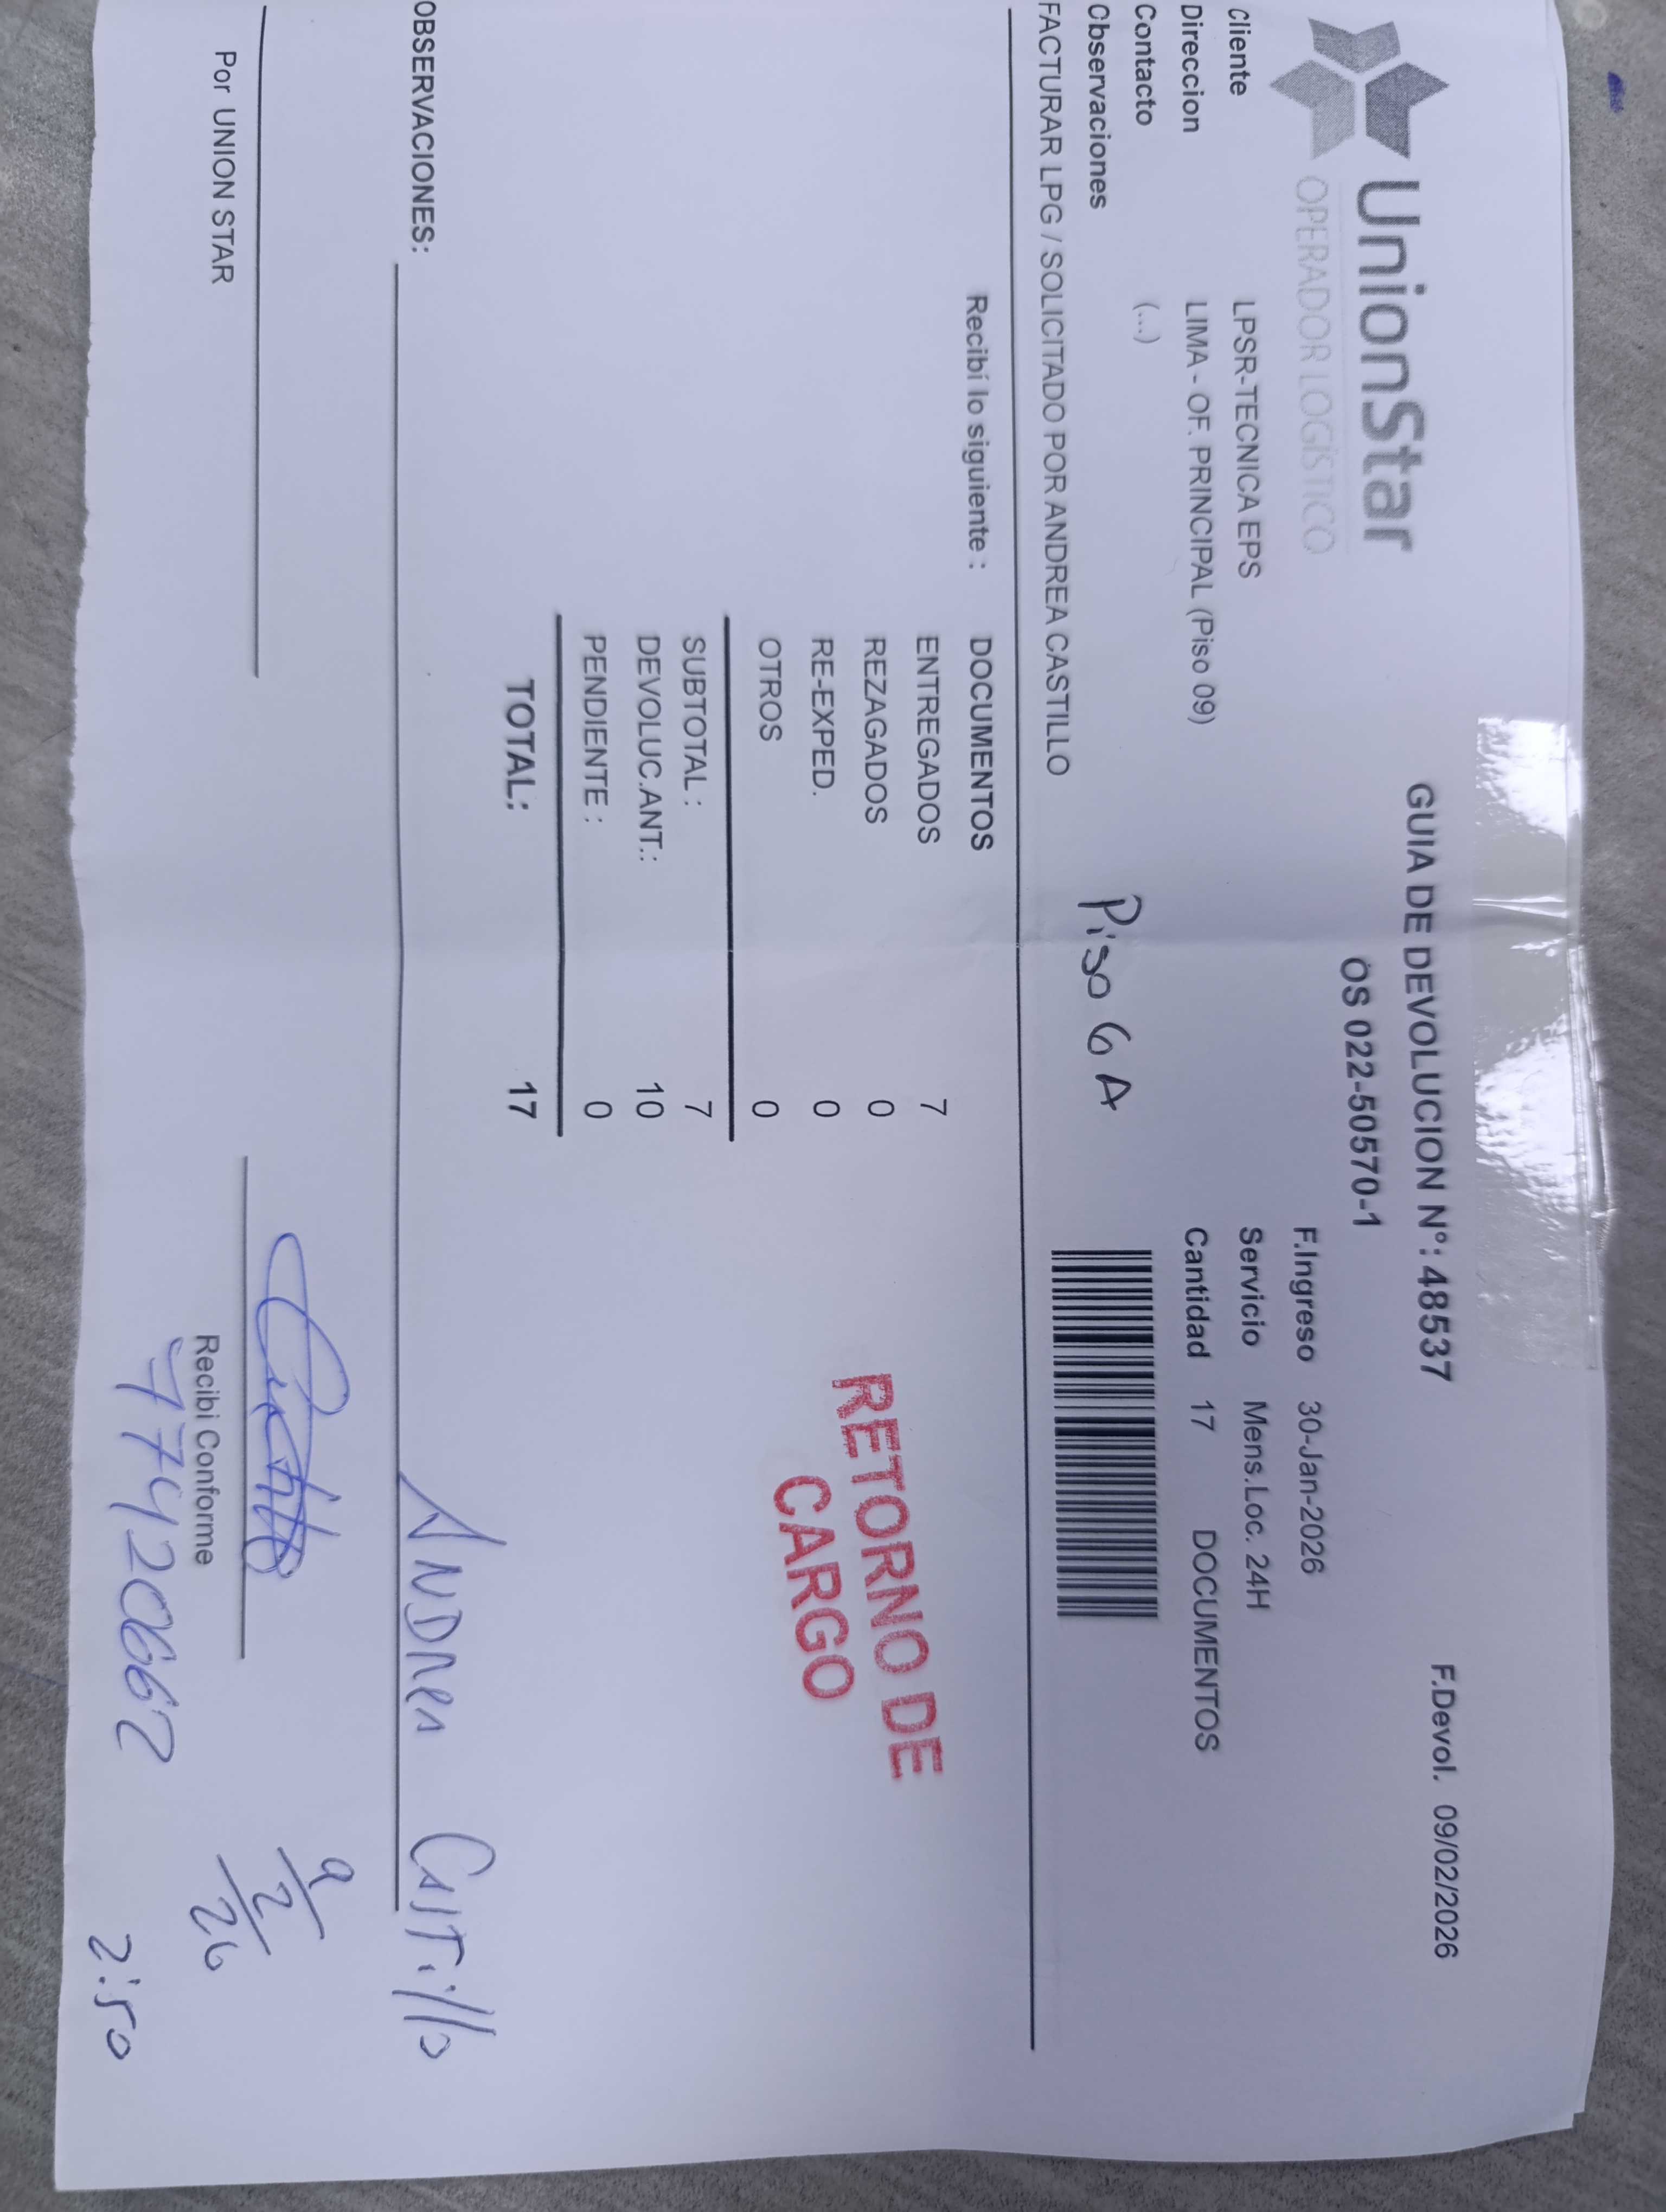 UnionStar
OPERADOR LOGÍSTICO
GUIA DE DEVOLUCION N°: 48537
F.Devol. 09/02/2026
OS 022-50570-1
F.Ingreso 30-Jan-2026
Cliente LPSR-TECNICA EPS
Servicio Mens.Loc. 24H
Direccion LIMA - OF. PRINCIPAL (Piso 09)
Cantidad 17 DOCUMENTOS
Contacto (...)
Observaciones
Piso 6 A
FACTURAR LPG / SOLICITADO POR ANDREA CASTILLO
Recibí lo siguiente : DOCUMENTOS
ENTREGADOS 7
REZAGADOS 0
RE-EXPED. 0
OTROS 0
RETORNO DE
CARGO
SUBTOTAL : 7
DEVOLUC.ANT.: 10
PENDIENTE : 0
TOTAL: 17
OBSERVACIONES:
Andrea Castillo
9/2/26
Por UNION STAR
Recibi Conforme
77420662
2:50